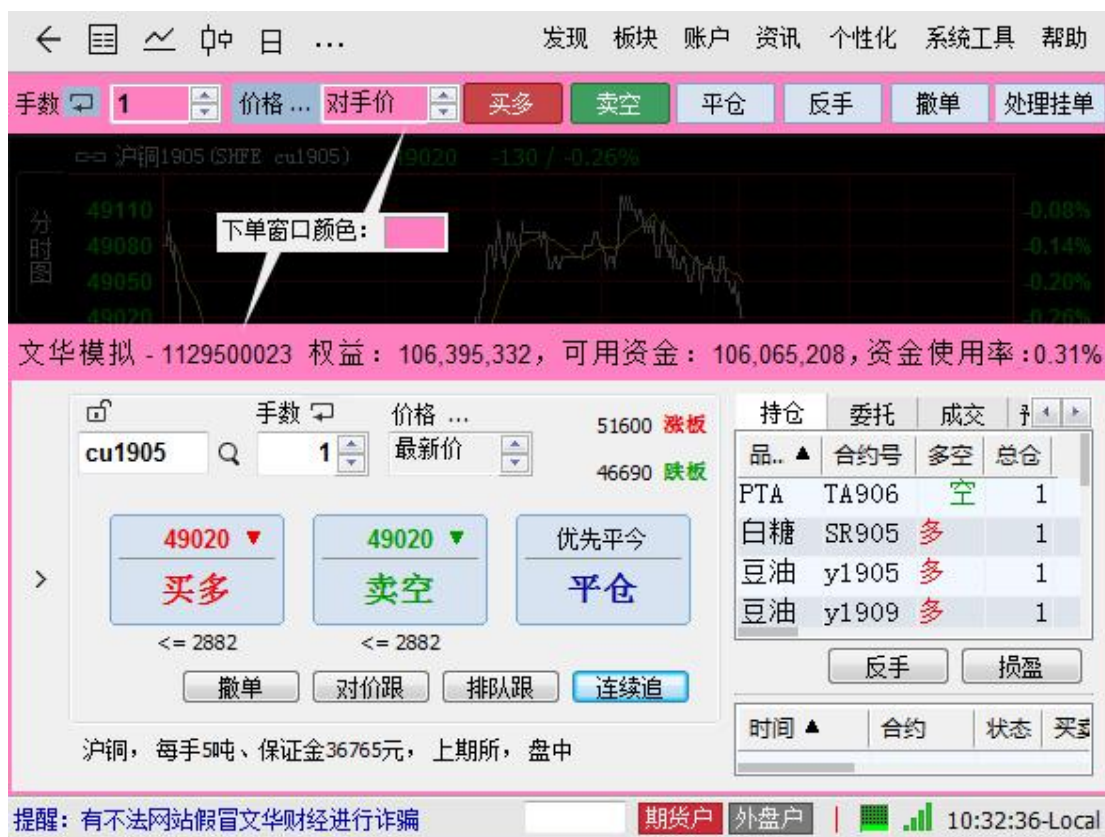 发现 板块 账户 资讯 个性化 系统工具 帮助
手数 1 价格 ... 对手价 买多 卖空 平仓 反手 撤单 处理挂单
沪铜1905(SHFE cu1905) 49020 -130 / -0.26%
分时图
49110 -0.08%
下单窗口颜色：
49080 -0.14%
49050 -0.20%
49020 -0.26%
文华模拟 - 1129500023 权益： 106,395,332， 可用资金： 106,065,208，资金使用率:0.31%
手数 价格 ... 51600 涨板
cu1905 1 最新价 46690 跌板
49020 ▼ 49020 ▼ 优先平今
买多 卖空 平仓
<= 2882 <= 2882
撤单 对价跟 排队跟 连续追
沪铜， 每手5吨、保证金36765元， 上期所， 盘中
持仓 委托 成交
品.. ▲ 合约号 多空 总仓
PTA TA906 空 1
白糖 SR905 多 1
豆油 y1905 多 1
豆油 y1909 多 1
反手 损盈
时间 ▲ 合约 状态 买卖
提醒：有不法网站假冒文华财经进行诈骗 期货户 外盘户 10:32:36-Local